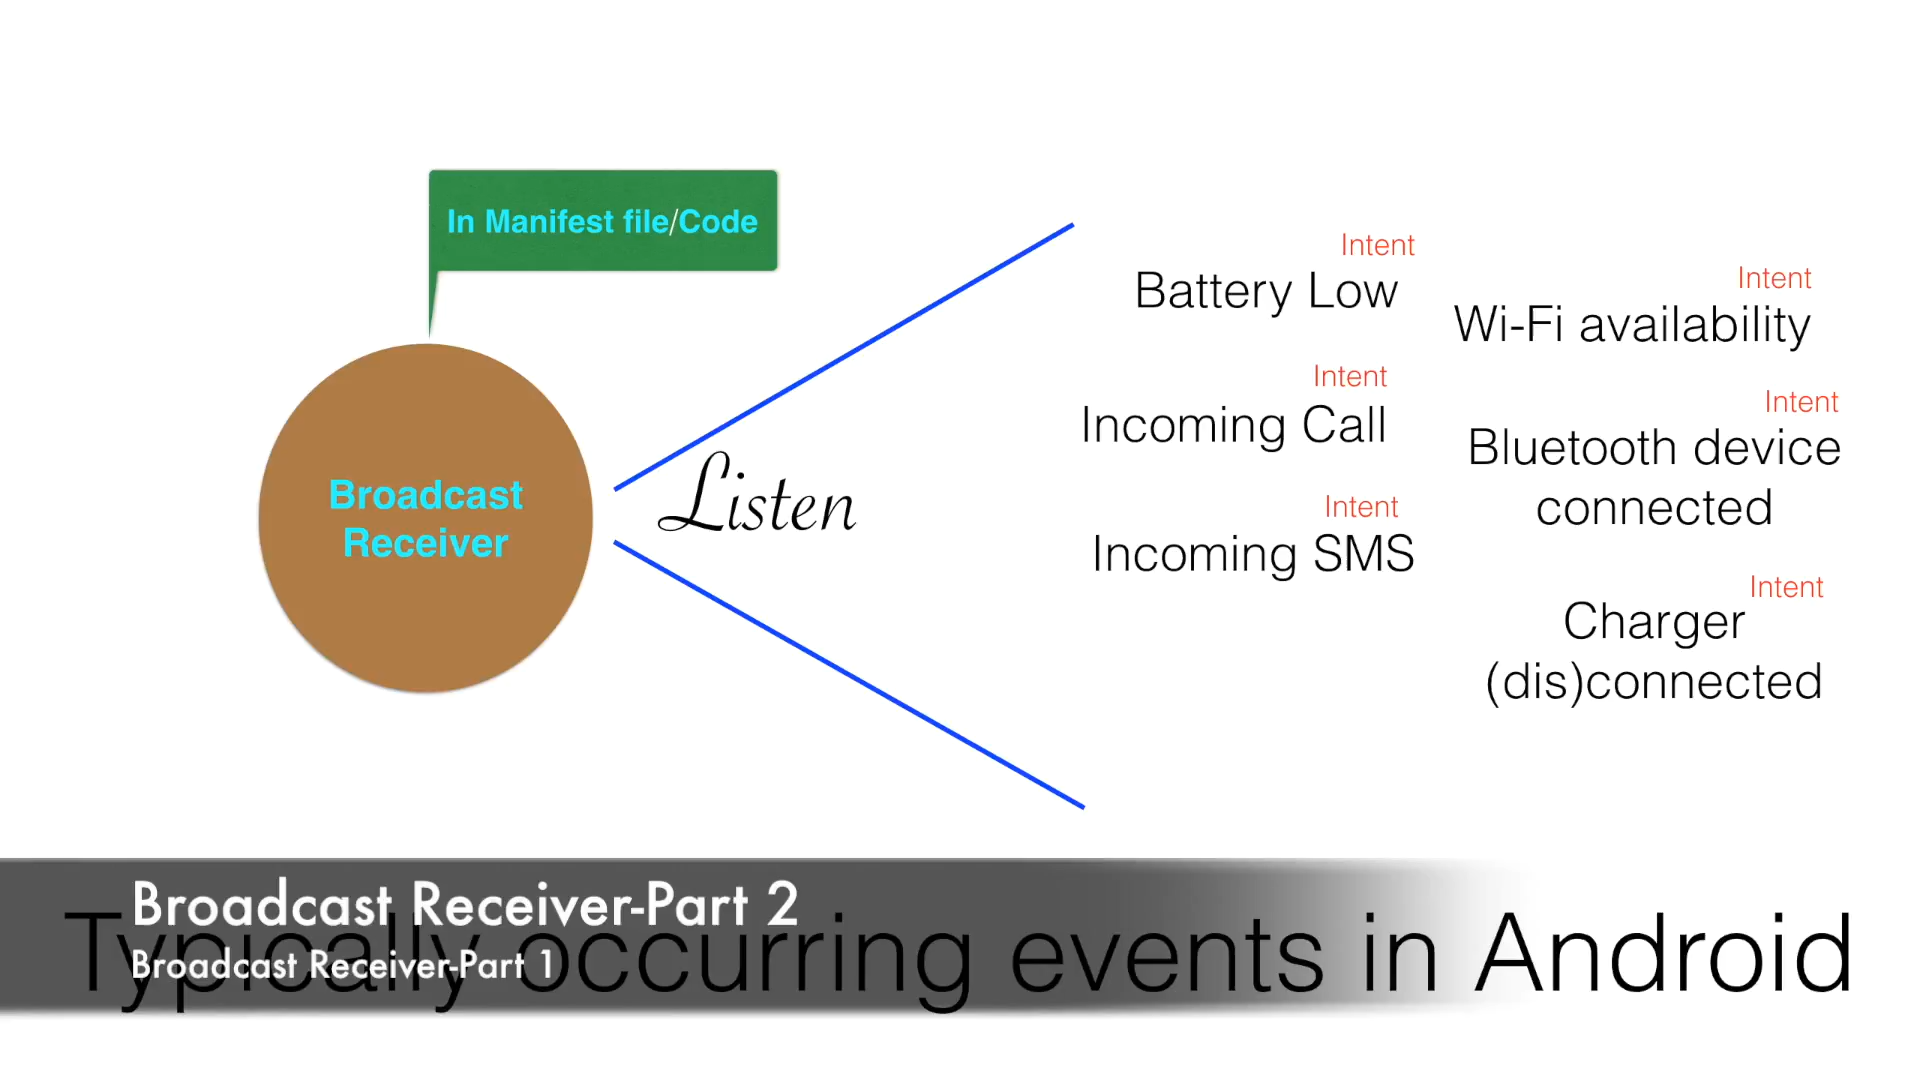 In Manifest file/Code
Broadcast
Receiver
Listen
Intent
Battery Low
Intent
Wi-Fi availability
Intent
Incoming Call
Intent
Bluetooth device
connected
Intent
Incoming SMS
Intent
Charger
(dis)connected
Broadcast Receiver-Part 2
Typically occurring events in Android
Broadcast Receiver-Part 1